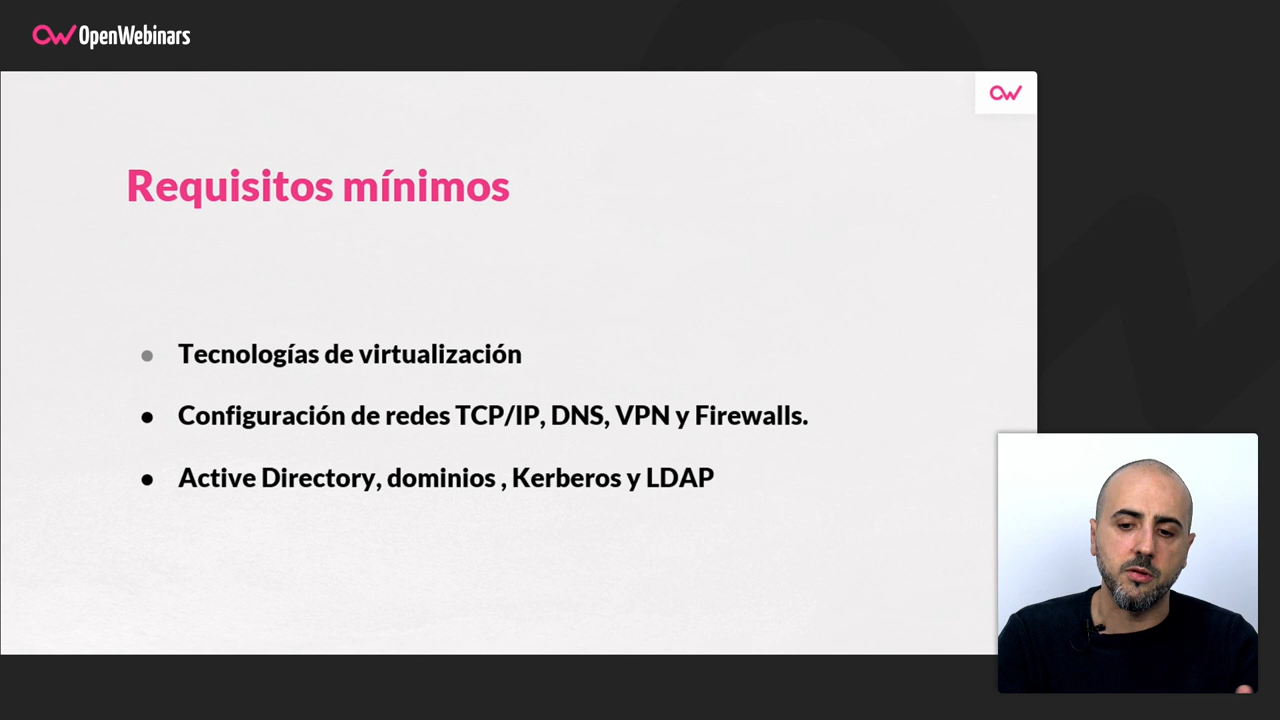 OpenWebinars
Requisitos mínimos
Tecnologías de virtualización
Configuración de redes TCP/IP, DNS, VPN y Firewalls.
Active Directory, dominios , Kerberos y LDAP